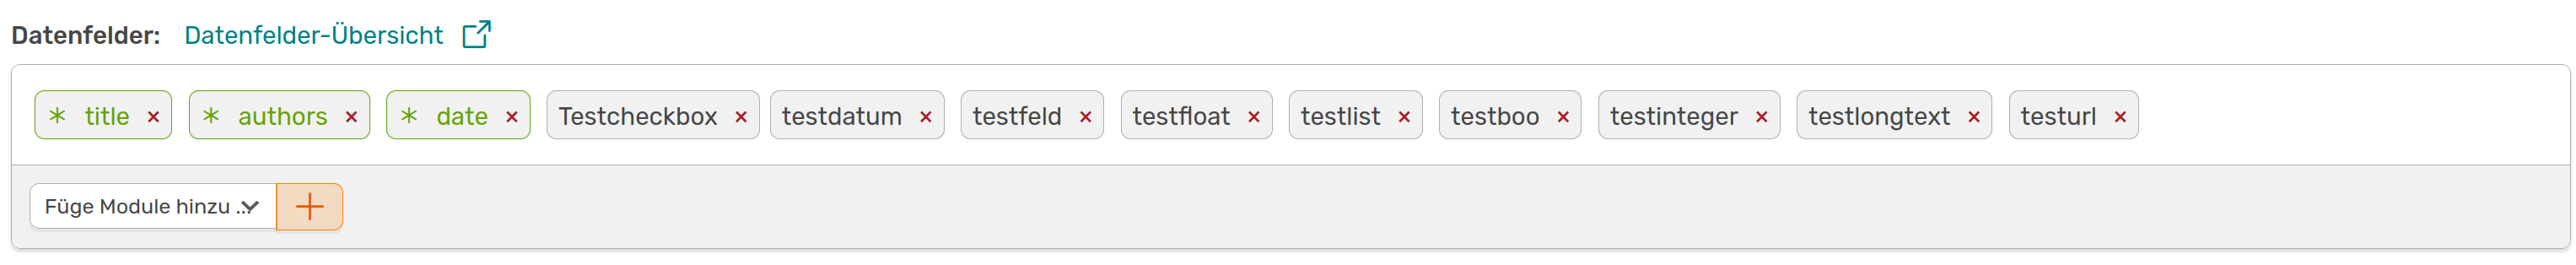 Datenfelder: Datenfelder-Übersicht
* title × * authors × * date × Testcheckbox × testdatum × testfeld × testfloat × testlist × testboo × testinteger × testlongtext × testurl ×
Füge Module hinzu ... +